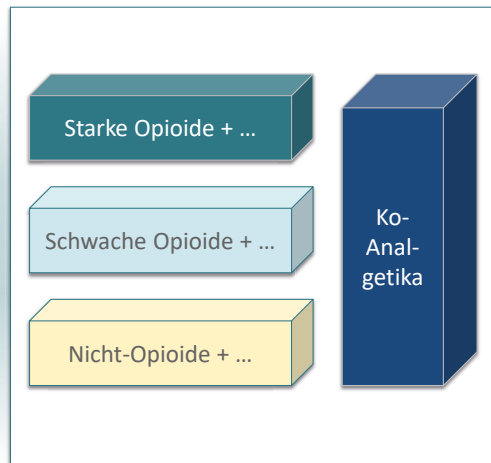 Starke Opioide + …
Schwache Opioide + …
Nicht-Opioide + …
Ko-
Anal-
getika